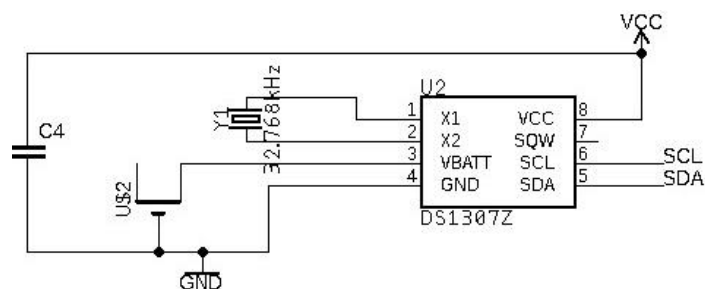 VCC
C4
Y1
32.768kHz
U2
1 X1 VCC 8
2 X2 SQW 7
3 VBATT SCL 6 SCL
4 GND SDA 5 SDA
DS1307Z
U$2
GND